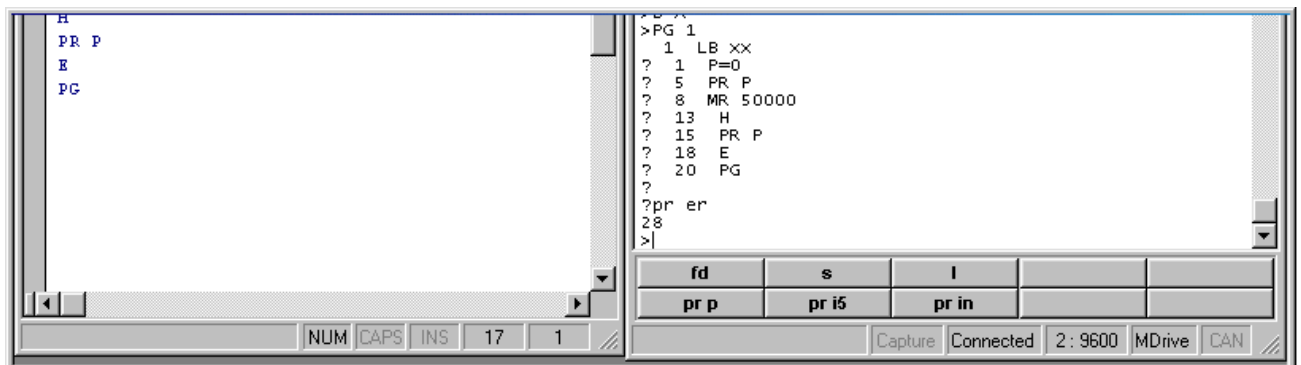 H
PR P
E
PG
NUM CAPS INS 17 1
>PG 1
1 LB xx
? 1 P=0
? 5 PR P
? 8 MR 50000
? 13 H
? 15 PR P
? 18 E
? 20 PG
?
?pr er
28
>
fd s l
pr p pr i5 pr in
Capture Connected 2 : 9600 MDrive CAN